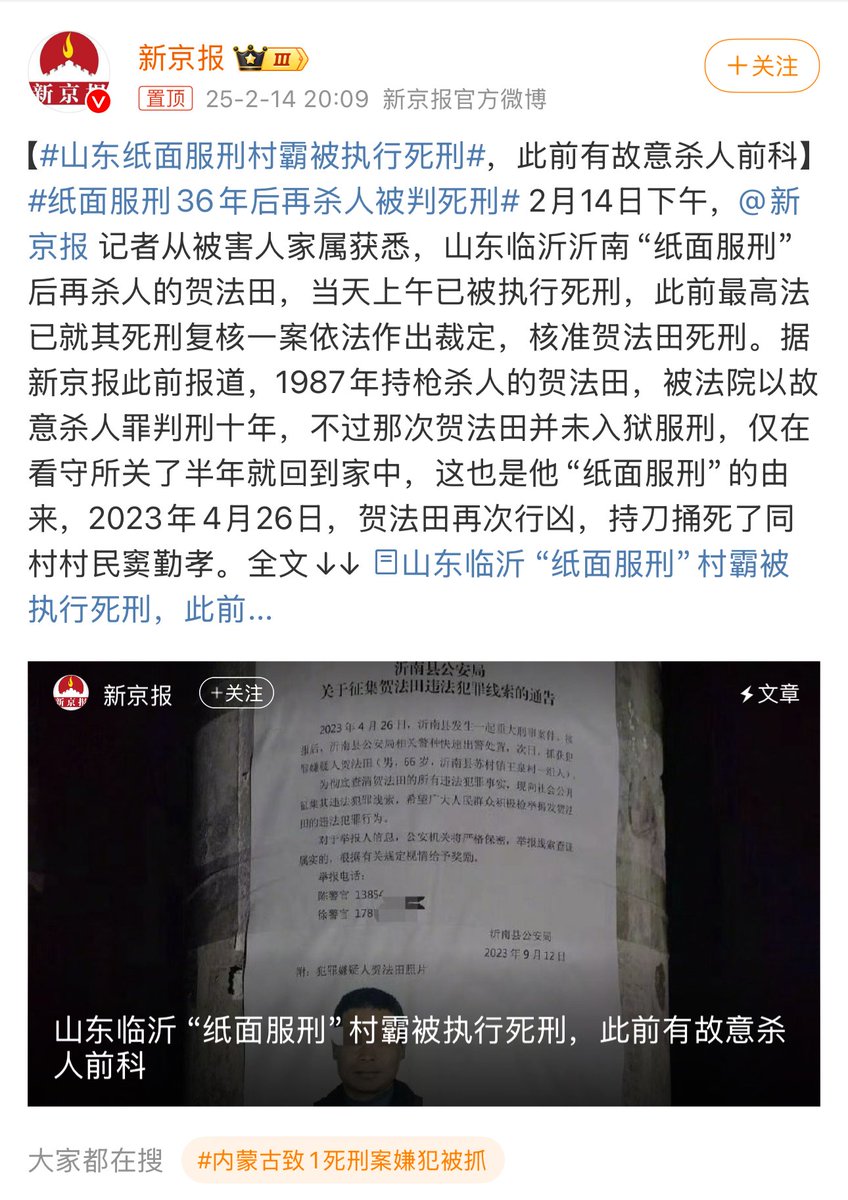 新京报
新京报 III
+关注
置顶 25-2-14 20:09 新京报官方微博
【#山东纸面服刑村霸被执行死刑#，此前有故意杀人前科】
#纸面服刑36年后再杀人被判死刑# 2月14日下午，@新
京报 记者从被害人家属获悉，山东临沂沂南“纸面服刑”
后再杀人的贺法田，当天上午已被执行死刑，此前最高法
已就其死刑复核一案依法作出裁定，核准贺法田死刑。据
新京报此前报道，1987年持枪杀人的贺法田，被法院以故
意杀人罪判刑十年，不过那次贺法田并未入狱服刑，仅在
看守所关了半年就回到家中，这也是他“纸面服刑”的由
来，2023年4月26日，贺法田再次行凶，持刀捅死了同
村村民窦勤孝。全文↓↓ 山东临沂 “纸面服刑” 村霸被
执行死刑，此前...
新京报
新京报
+关注
文章
沂南县公安局
关于征集贺法田违法犯罪线索的通告
2023年4月26日，沂南县发生一起重大刑事案件。接
报后，沂南县公安局相关警种快速出警处置，次日，抓获犯
罪嫌疑人贺法田（男，66岁，沂南县苏村镇王泉村一组人）。
为彻底查清贺法田的所有违法犯罪事实，现向社会公开
征集其违法犯罪线索，希望广大人民群众积极检举揭发贺法
田的违法犯罪行为。
对于举报人信息，公安机关将严格保密，举报线索查证
属实的，根据有关规定视情给予奖励。
举报电话：
陈警官 1385
徐警官 178
沂南县公安局
2023年9月12日
附：犯罪嫌疑人贺法田照片
山东临沂 “纸面服刑” 村霸被执行死刑，此前有故意杀
人前科
大家都在搜 #内蒙古致1死刑案嫌犯被抓